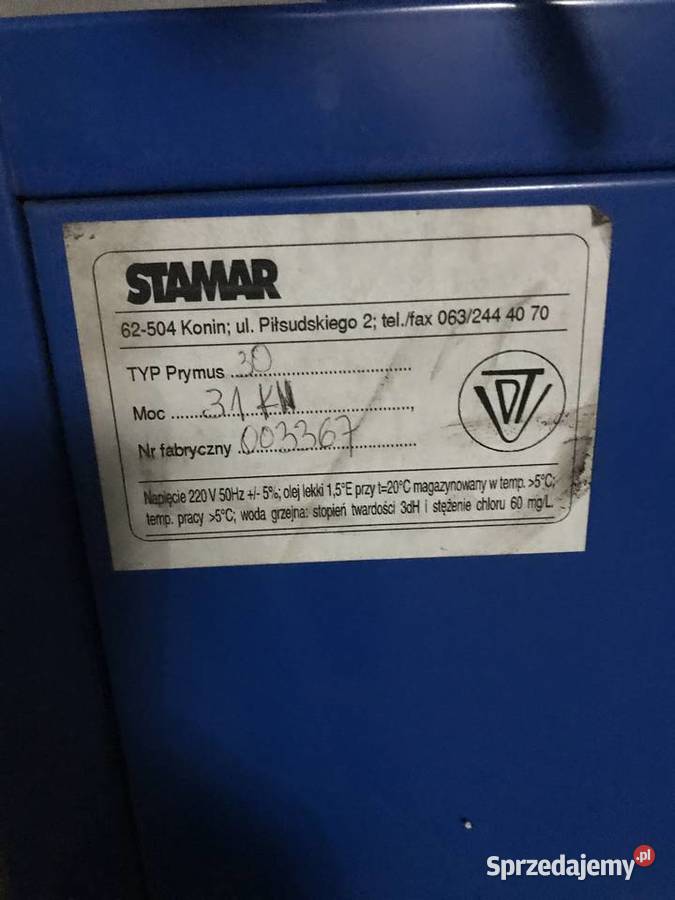 STAMAR
62-504 Konin; ul. Piłsudskiego 2; tel./fax 063/244 40 70
TYP Prymus 30
Moc 31 KW
Nr fabryczny 003367
UDT
Napięcie 220 V 50Hz +/- 5%; olej lekki 1,5°E przy t=20°C magazynowany w temp. >5°C;
temp. pracy >5°C; woda grzejna: stopień twardości 3dH i stężenie chloru 60 mg/L.
Sprzedajemy.pl